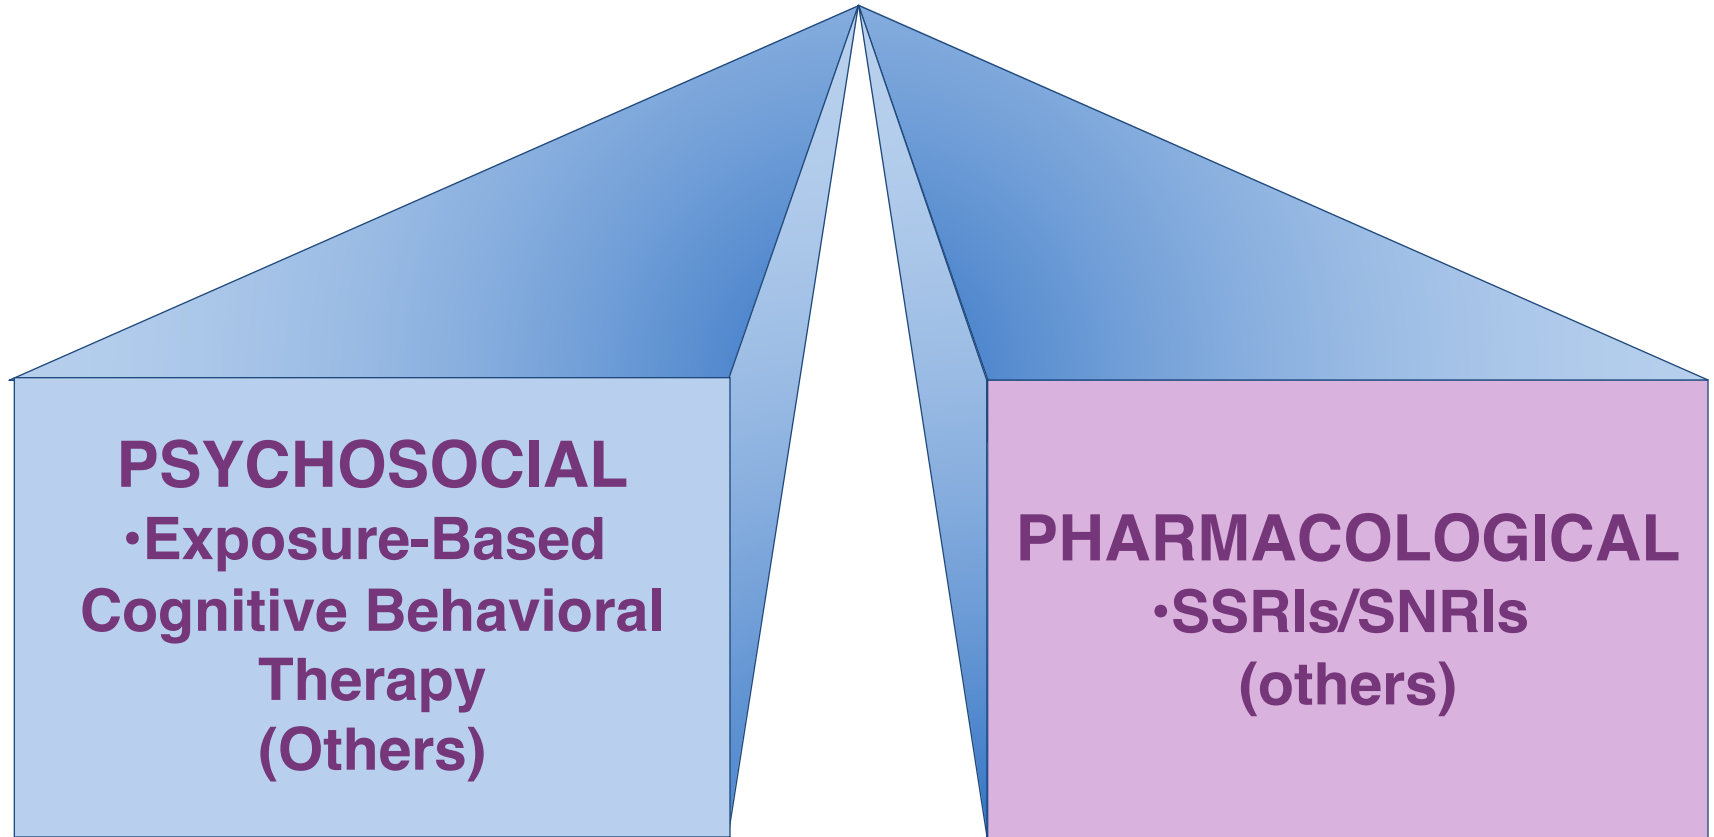 PSYCHOSOCIAL
•Exposure-Based
Cognitive Behavioral
Therapy
(Others)
PHARMACOLOGICAL
•SSRIs/SNRIs
(others)